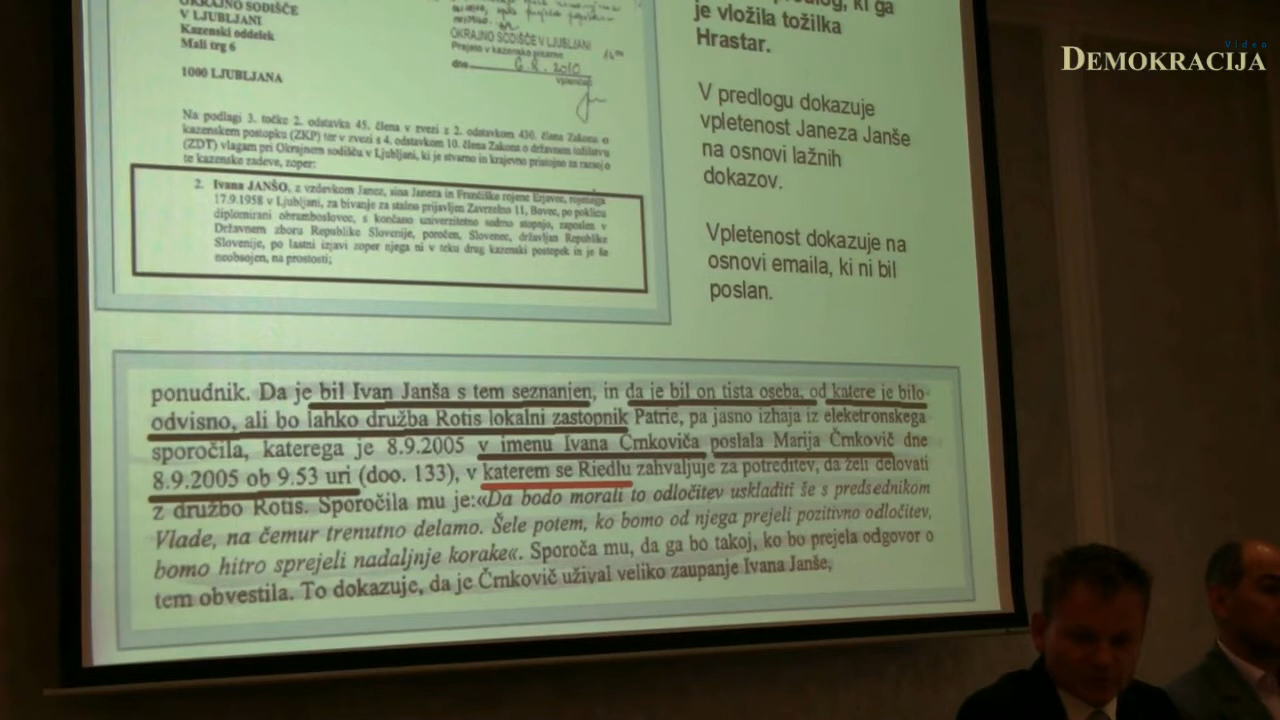 OKRAJNO SODIŠČE
V LJUBLJANI
Kazenski oddelek
Mali trg 6
1000 LJUBLJANA
OKRAJNO SODIŠČE V LJUBLJANI
Prejeto v kazensko pisarno
dne 6.8.2010
Na podlagi 3. točke 2. odstavka 45. člena v zvezi z 2. odstavkom 430. člena Zakona o
kazenskem postopku (ZKP) ter v zvezi s 4. odstavkom 10. člena Zakona o državnem tožilstvu
(ZDT) vlagam pri Okrajnem sodišču v Ljubljani, ki je stvarno in krajevno pristojno za razsojo
te kazenske zadeve, zoper:
2. Ivana JANŠO, z vzdevkom Janez, sina Janeza in Frančiške rojene Erjavec, rojenega
17.9.1958 v Ljubljani, za bivanje za stalno prijavljen Zavrzelno 11, Bovec, po poklicu
diplomirani obramboslovec, s končano univerzitetno sedmo stopnjo, zaposlen v
Državnem zboru Republike Slovenije, poročen, Slovenec, državljan Republike
Slovenije, po lastni izjavi zoper njega ni v teku drug kazenski postopek in je še
neobsojen, na prostosti;
ki ga
je vložila tožilka
Hrastar.
V predlogu dokazuje
vpletenost Janeza Janše
na osnovi lažnih
dokazov.
Vpletenost dokazuje na
osnovi emaila, ki ni bil
poslan.
Video
DEMOKRACIJA
ponudnik. Da je bil Ivan Janša s tem seznanjen, in da je bil on tista oseba, od katere je bilo
odvisno, ali bo lahko družba Rotis lokalni zastopnik Patrie, pa jasno izhaja iz eleketronskega
sporočila, katerega je 8.9.2005 v imenu Ivana Črnkoviča poslala Marija Črnkovič dne
8.9.2005 ob 9.53 uri (doo. 133), v katerem se Riedlu zahvaljuje za potreditev, da želi delovati
z družbo Rotis. Sporočila mu je:«Da bodo morali to odločitev uskladiti še s predsednikom
Vlade, na čemur trenutno delamo. Šele potem, ko bomo od njega prejeli pozitivno odločitev,
bomo hitro sprejeli nadaljnje korake«. Sporoča mu, da ga bo takoj, ko bo prejela odgovor o
tem obvestila. To dokazuje, da je Črnkovič užival veliko zaupanje Ivana Janše,